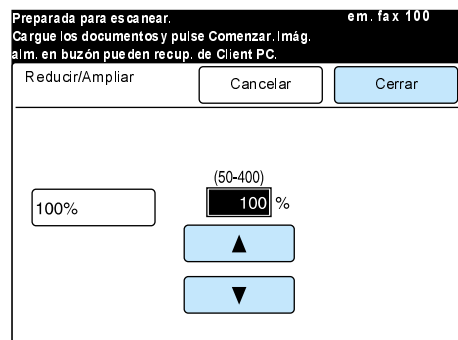 Preparada para escanear. em. fax 100
Cargue los documentos y pulse Comenzar. Imág.
alm. en buzón pueden recup. de Client PC.
Reducir/Ampliar Cancelar Cerrar
(50-400)
100% 100 %